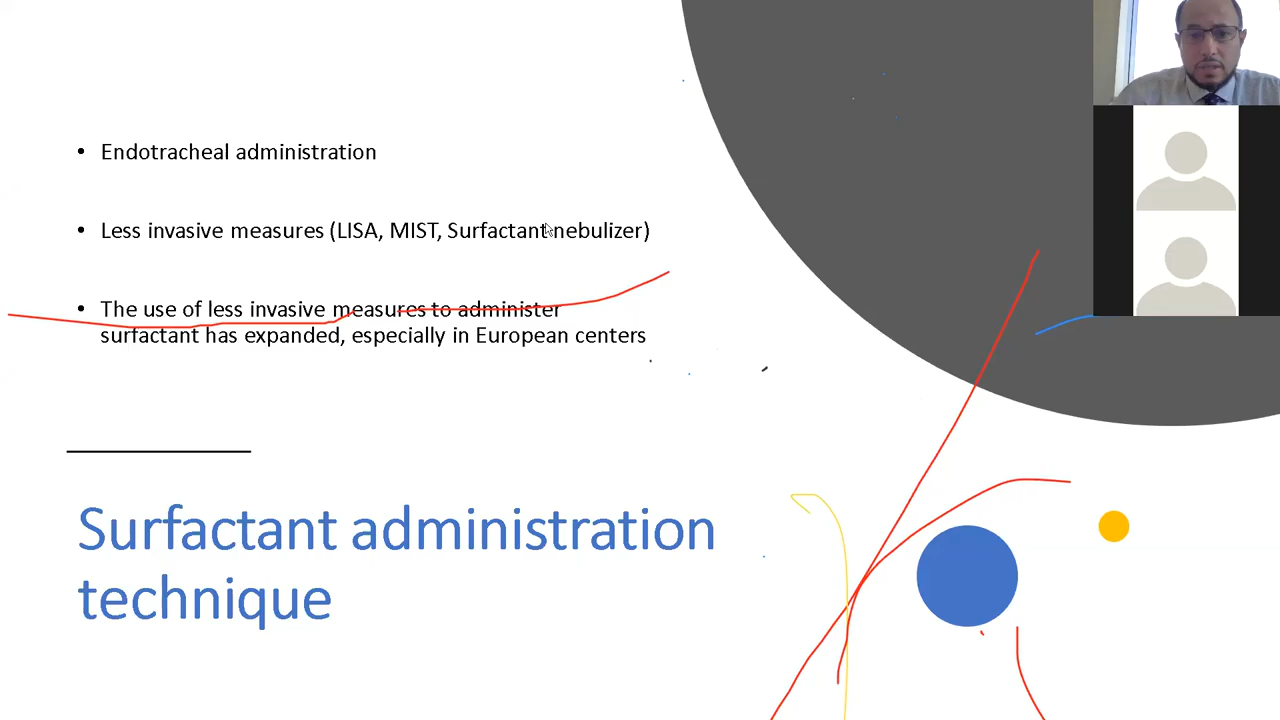 • Endotracheal administration
• Less invasive measures (LISA, MIST, Surfactant nebulizer)
• The use of less invasive measures to administer
surfactant has expanded, especially in European centers
Surfactant administration
technique